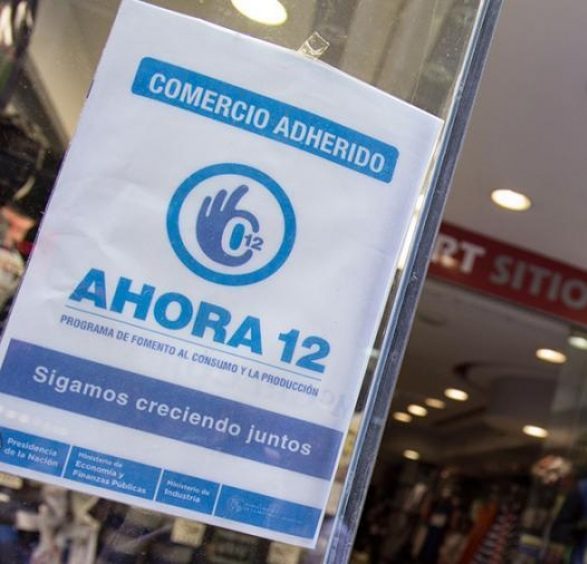 COMERCIO ADHERIDO
12
AHORA 12
PROGRAMA DE FOMENTO AL CONSUMO Y LA PRODUCCIÓN
Sigamos creciendo juntos
Presidencia
de la Nación
Ministerio de
Economía y
Finanzas Públicas
Ministerio de
Industria
RT SITIO